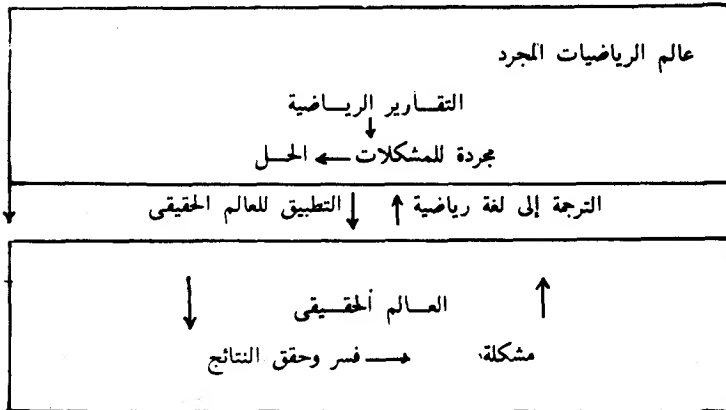 عالم الرياضيات المجرد
التقارير الرياضية
مجردة للمشكلات ← الحل
الترجمة إلى لغة رياضية ↑ ↓ التطبيق للعالم الحقيقى
العالم ألحقيقى
مشكلة فسر وحقق النتائج